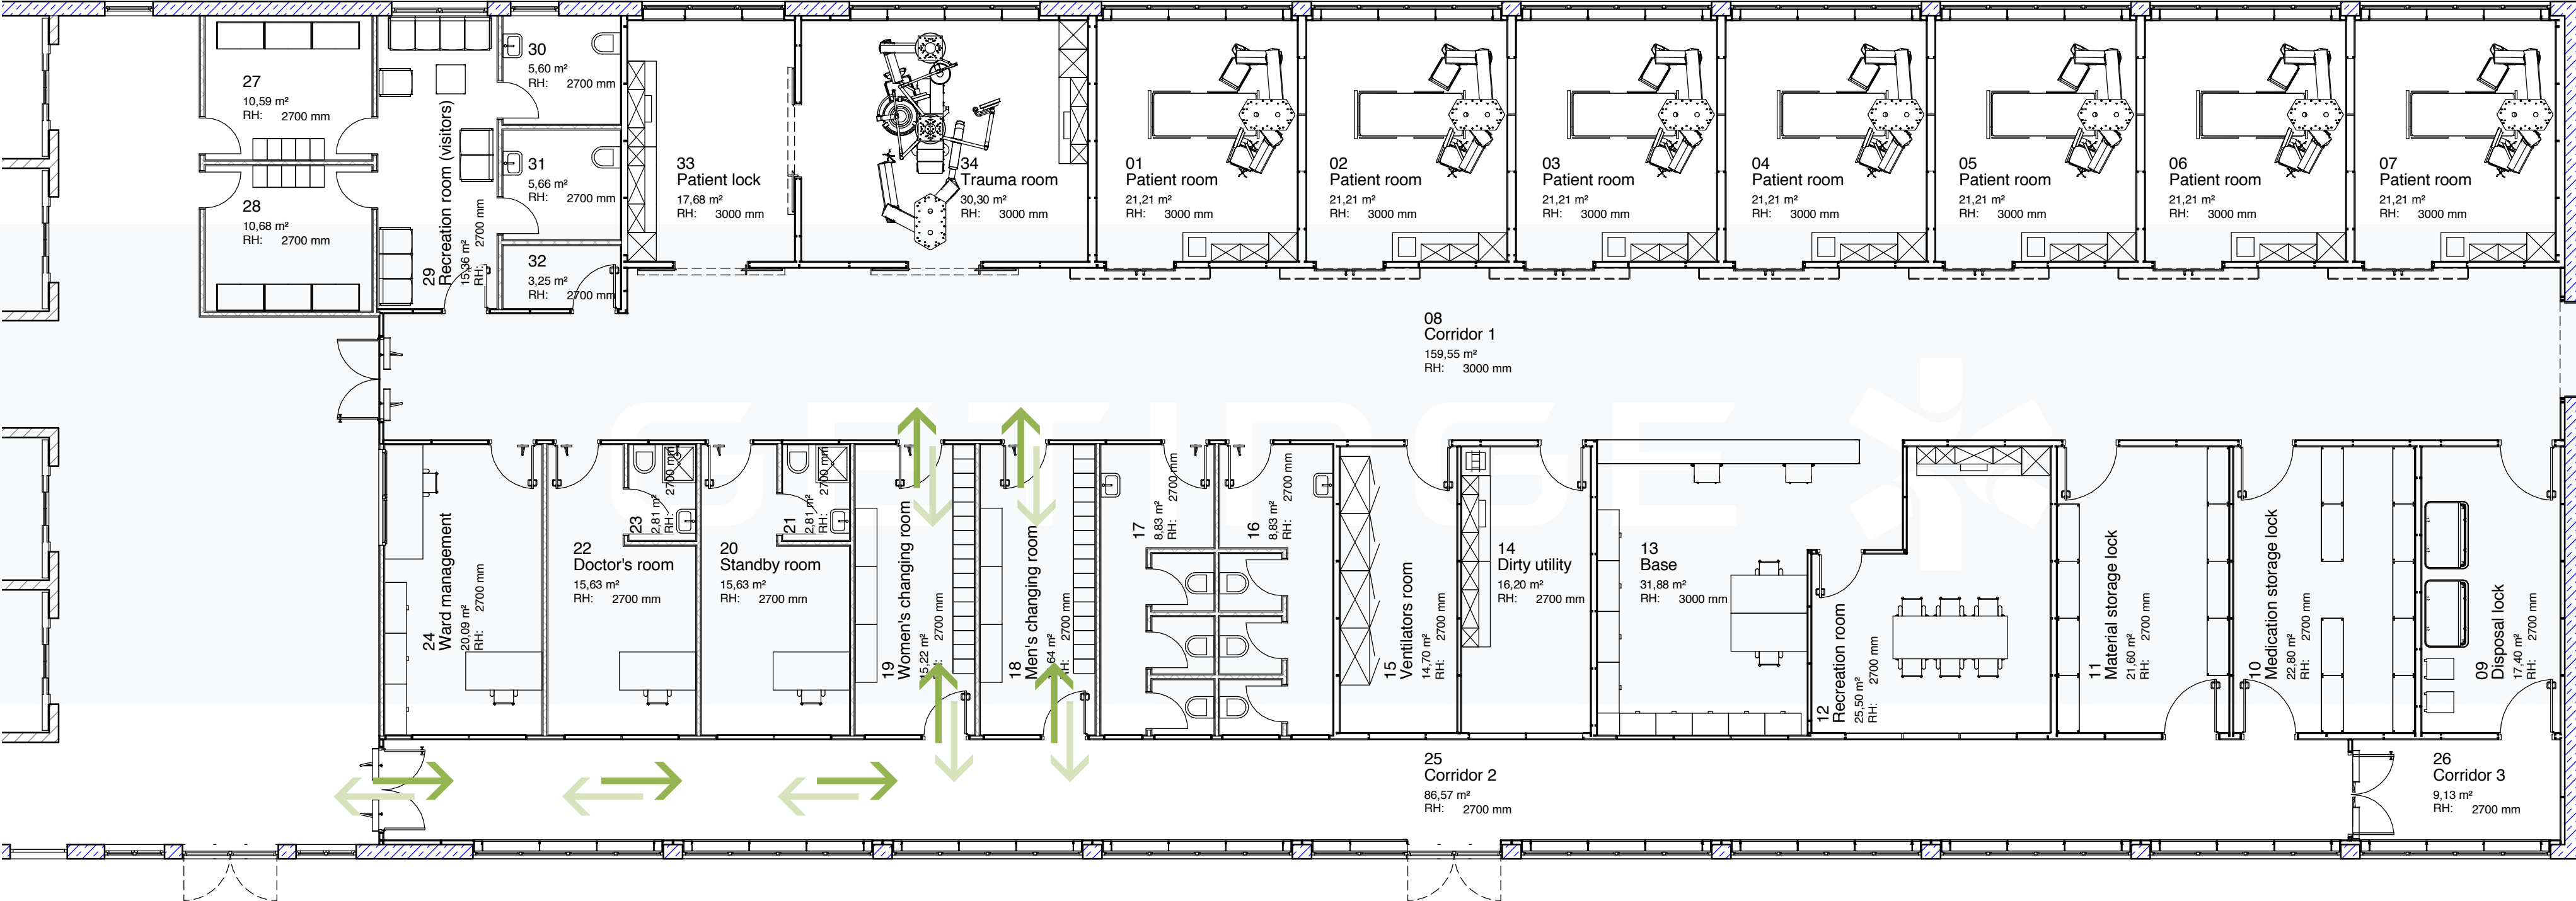 27
10,59 m²
RH: 2700 mm
28
10,68 m²
RH: 2700 mm
29
Recreation room (visitors)
15,36 m²
RH: 2700 mm
30
5,60 m²
RH: 2700 mm
31
5,66 m²
RH: 2700 mm
32
3,25 m²
RH: 2700 mm
33
Patient lock
17,68 m²
RH: 3000 mm
34
Trauma room
30,30 m²
RH: 3000 mm
01
Patient room
21,21 m²
RH: 3000 mm
02
Patient room
21,21 m²
RH: 3000 mm
03
Patient room
21,21 m²
RH: 3000 mm
04
Patient room
21,21 m²
RH: 3000 mm
05
Patient room
21,21 m²
RH: 3000 mm
06
Patient room
21,21 m²
RH: 3000 mm
07
Patient room
21,21 m²
RH: 3000 mm
08
Corridor 1
159,55 m²
RH: 3000 mm
GETINGE
24
Ward management
20,09 m²
RH: 2700 mm
22
Doctor's room
15,63 m²
RH: 2700 mm
23
2,81 m²
RH: 2700 mm
20
Standby room
15,63 m²
RH: 2700 mm
21
2,81 m²
RH: 2700 mm
19
Women's changing room
15,22 m²
2700 mm
18
Men's changing room
2700 mm
17
8,83 m²
RH: 2700 mm
16
8,83 m²
RH: 2700 mm
15
Ventilators room
14,70 m²
RH: 2700 mm
14
Dirty utility
16,20 m²
RH: 2700 mm
13
Base
31,88 m²
RH: 3000 mm
12
Recreation room
25,50 m²
RH: 2700 mm
11
Material storage lock
21,60 m²
RH: 2700 mm
10
Medication storage lock
22,80 m²
RH: 2700 mm
09
Disposal lock
17,40 m²
RH: 2700 mm
25
Corridor 2
86,57 m²
RH: 2700 mm
26
Corridor 3
9,13 m²
RH: 2700 mm